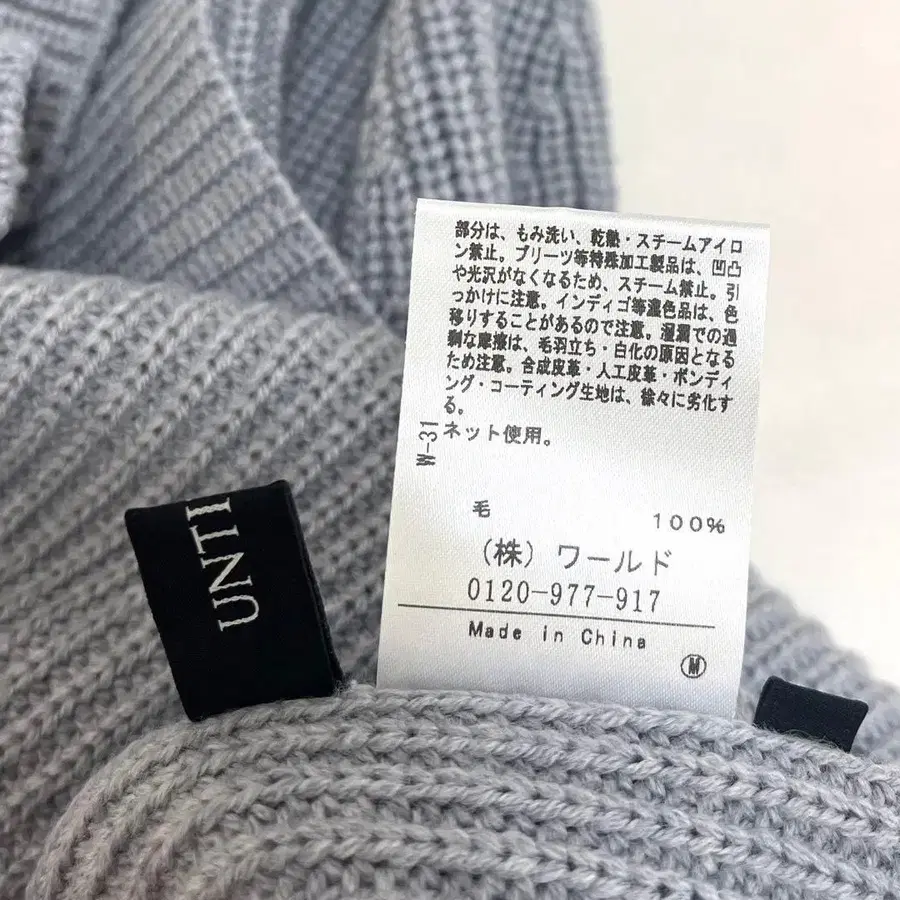 部分は、もみ洗い、乾熱・スチームアイロ
ン禁止。プリーツ等特殊加工製品は、凹凸
や光沢がなくなるため、スチーム禁止。引
っかけに注意。インディゴ等濃色品は、色
移りすることがあるので注意。湿潤での過
剰な摩擦は、毛羽立ち・白化の原因となる
ため注意。合成皮革・人工皮革・ボンディ
ング・コーティング生地は、徐々に劣化す
る。
ネット使用。
W-31
毛 100%
(株) ワールド
0120-977-917
Made in China
M
UNTI